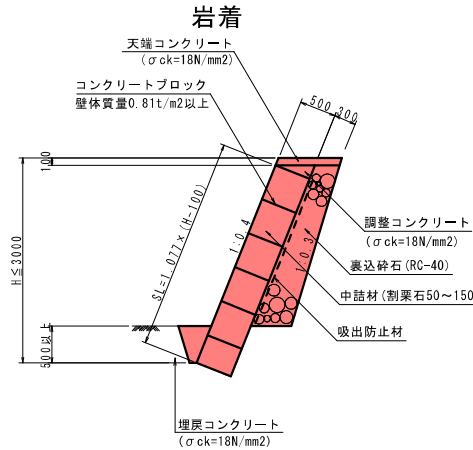 岩着
天端コンクリート
(σck=18N/mm2)
コンクリートブロック
壁体質量0.81t/m2以上
500
300
100
H≦3000
SL=1.077×(H-100)
1:0.4
1:0.3
調整コンクリート
(σck=18N/mm2)
裏込砕石(RC-40)
中詰材(割栗石50〜150
吸出防止材
500以上
埋戻コンクリート
(σck=18N/mm2)